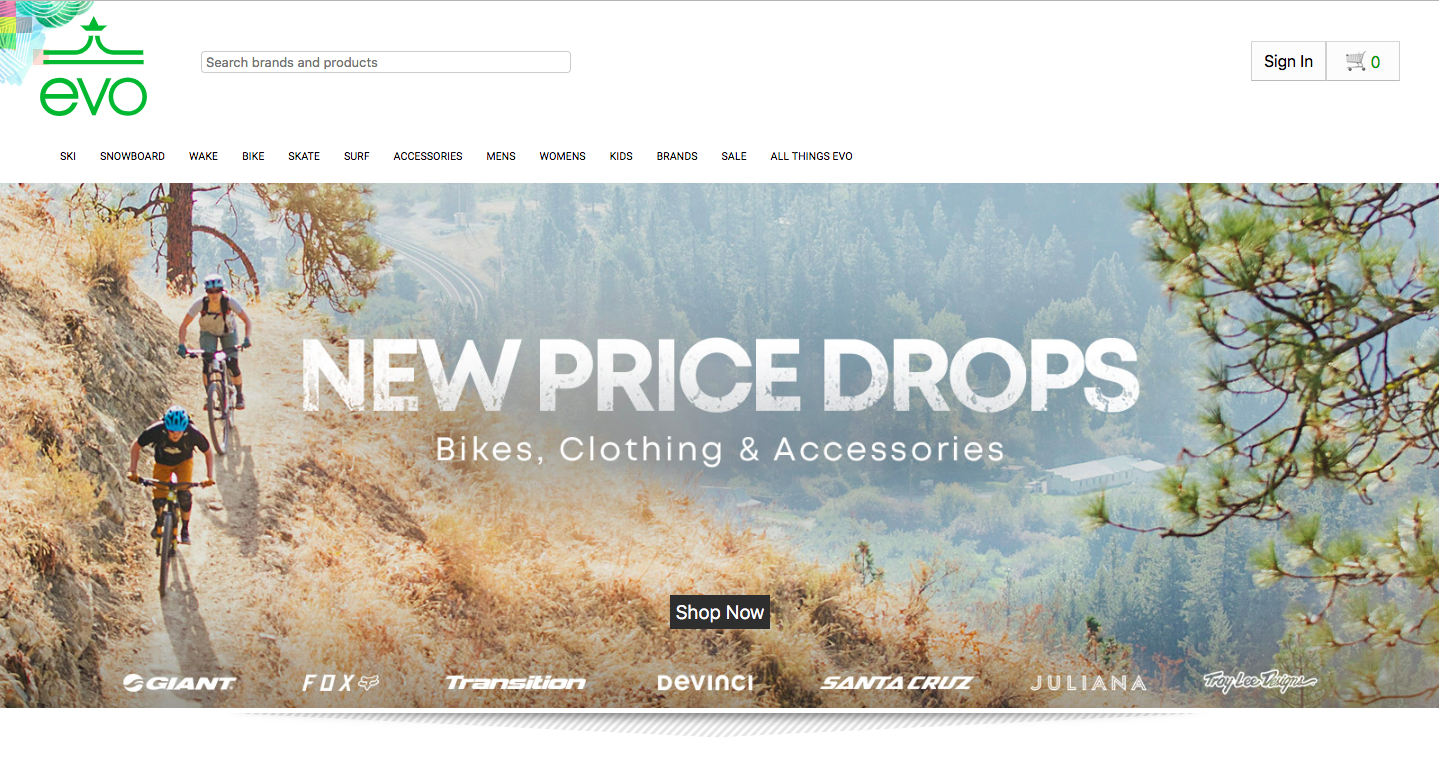 evo
Search brands and products
Sign In
0
SKI SNOWBOARD WAKE BIKE SKATE SURF ACCESSORIES MENS WOMENS KIDS BRANDS SALE ALL THINGS EVO
NEW PRICE DROPS
Bikes, Clothing & Accessories
Shop Now
GIANT FOX Transition DEVINCI SANTA CRUZ JULIANA Troy Lee Designs